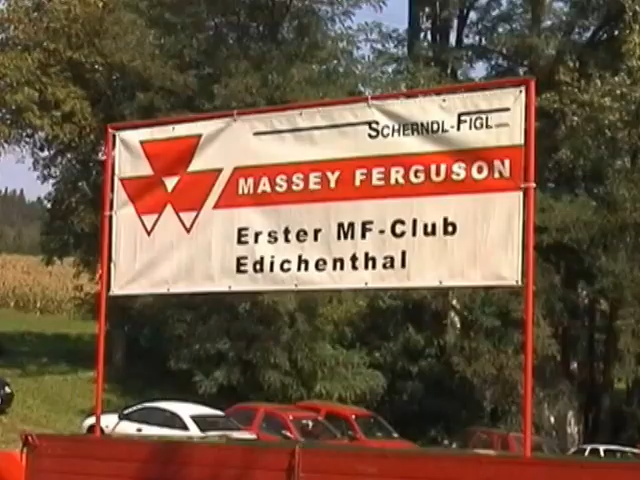 SCHERNDL-FIGL
MASSEY FERGUSON
Erster MF-Club
Edichenthal